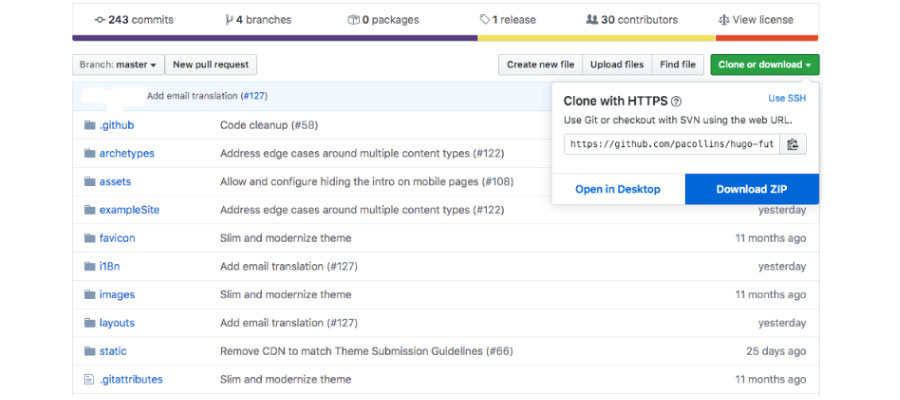 243 commits 4 branches 0 packages 1 release 30 contributors View license
Branch: master New pull request Create new file Upload files Find file Clone or download
Add email translation (#127)
Clone with HTTPS ? Use SSH
Use Git or checkout with SVN using the web URL.
https://github.com/pacollins/hugo-fut
Open in Desktop Download ZIP
.github Code cleanup (#58)
archetypes Address edge cases around multiple content types (#122)
assets Allow and configure hiding the intro on mobile pages (#108)
exampleSite Address edge cases around multiple content types (#122) yesterday
favicon Slim and modernize theme 11 months ago
i18n Add email translation (#127) yesterday
images Slim and modernize theme 11 months ago
layouts Add email translation (#127) yesterday
static Remove CDN to match Theme Submission Guidelines (#66) 25 days ago
.gitattributes Slim and modernize theme 11 months ago